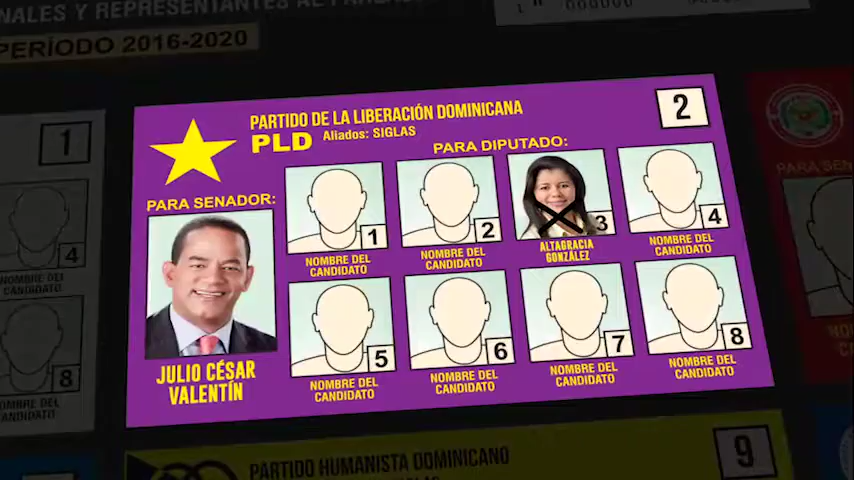 NALES Y REPRESENTANTES AL
PERÍODO 2016-2020
1
4
NOMBRE DEL
CANDIDATO
8
NOMBRE DEL
CANDIDATO
PARTIDO DE LA LIBERACIÓN DOMINICANA
PLD Aliados: SIGLAS
2
PARA SENADOR:
PARA DIPUTADO:
1
NOMBRE DEL
CANDIDATO
2
NOMBRE DEL
CANDIDATO
3
ALTAGRACIA
GONZÁLEZ
4
NOMBRE DEL
CANDIDATO
JULIO CÉSAR
VALENTÍN
5
NOMBRE DEL
CANDIDATO
6
NOMBRE DEL
CANDIDATO
7
NOMBRE DEL
CANDIDATO
8
NOMBRE DEL
CANDIDATO
PARA SEN
PARTIDO HUMANISTA DOMINICANO
9